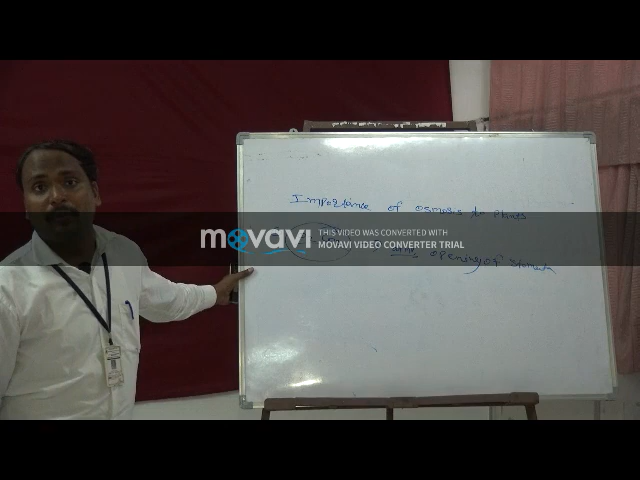 Importance of osmosis to plants
movavi
THIS VIDEO WAS CONVERTED WITH
MOVAVI VIDEO CONVERTER TRIAL
opening of stomata